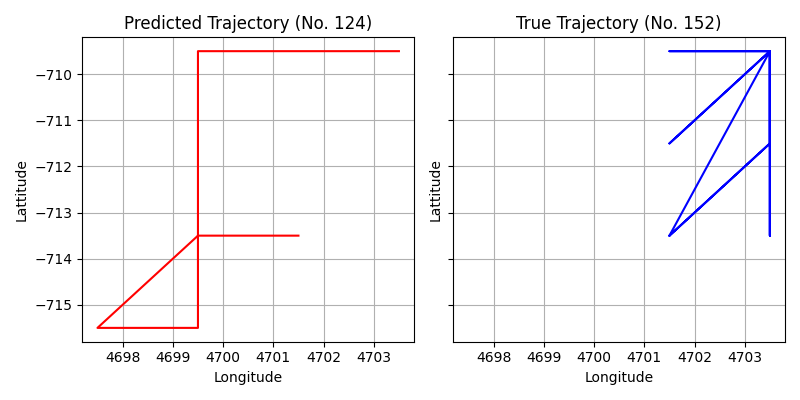 Predicted Trajectory (No. 124)
True Trajectory (No. 152)
−710
−711
−712
−713
−714
−715
Lattitude
Lattitude
4698 4699 4700 4701 4702 4703
4698 4699 4700 4701 4702 4703
Longitude
Longitude